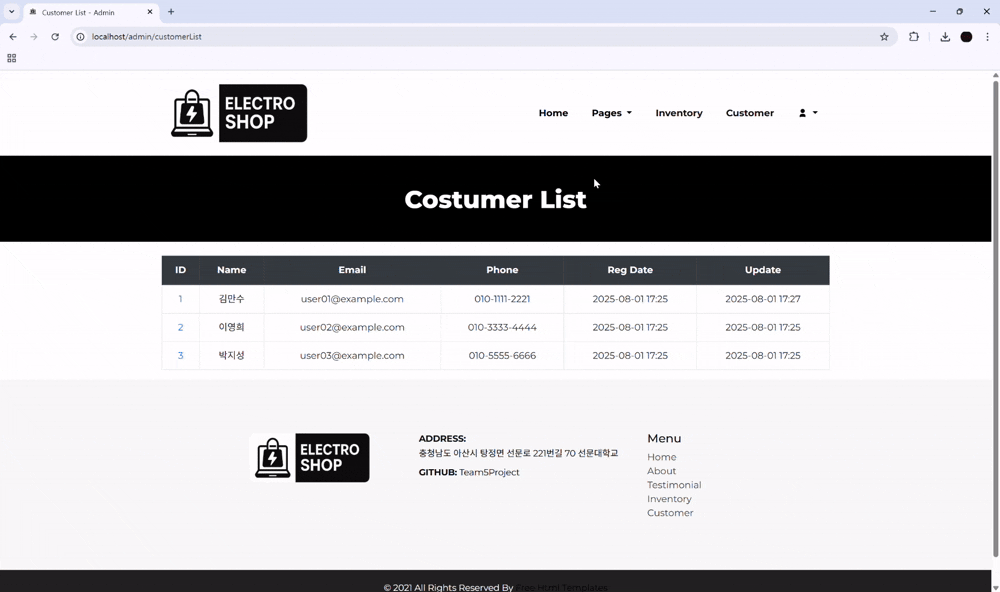 Customer List - Admin
localhost/admin/customerList
ELECTRO
SHOP
Home Pages Inventory Customer
Costumer List
ID Name Email Phone Reg Date Update
1 김만수 user01@example.com 010-1111-2221 2025-08-01 17:25 2025-08-01 17:27
2 이영희 user02@example.com 010-3333-4444 2025-08-01 17:25 2025-08-01 17:25
3 박지성 user03@example.com 010-5555-6666 2025-08-01 17:25 2025-08-01 17:25
ELECTRO
SHOP
ADDRESS:
충청남도 아산시 탕정면 선문로 221번길 70 선문대학교
GITHUB: Team5Project
Menu
Home
About
Testimonial
Inventory
Customer
© 2021 All Rights Reserved By Free Html Templates